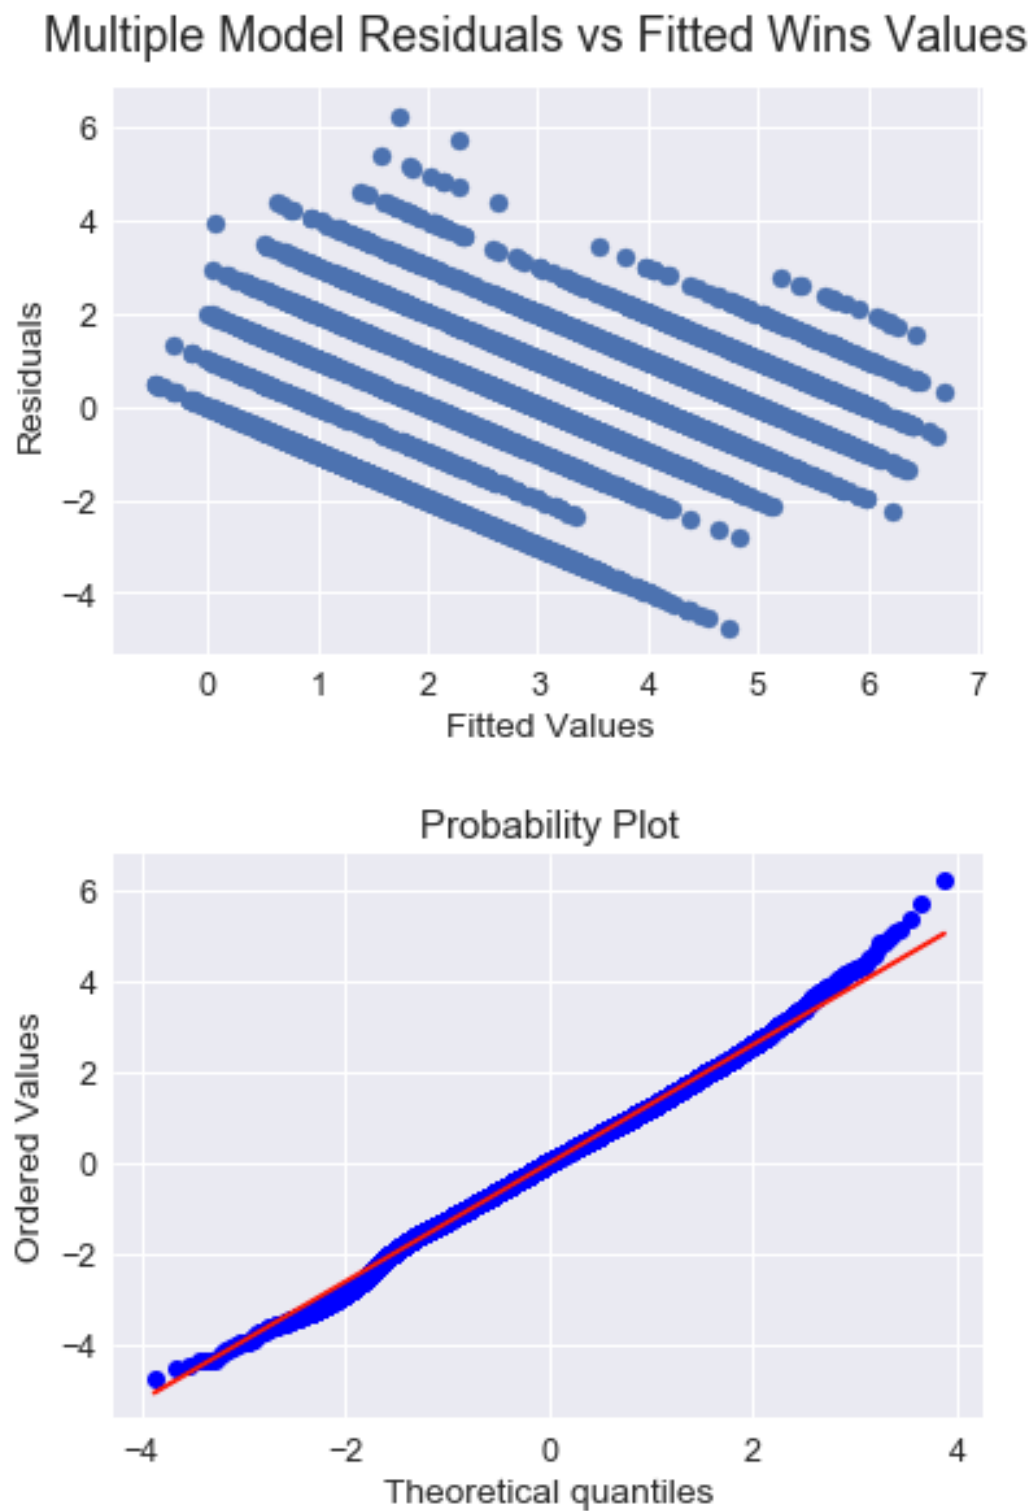 Multiple Model Residuals vs Fitted Wins Values
6
4
2
0
−2
−4
Residuals
0 1 2 3 4 5 6 7
Fitted Values
Probability Plot
6
4
2
0
−2
−4
Ordered Values
−4 −2 0 2 4
Theoretical quantiles